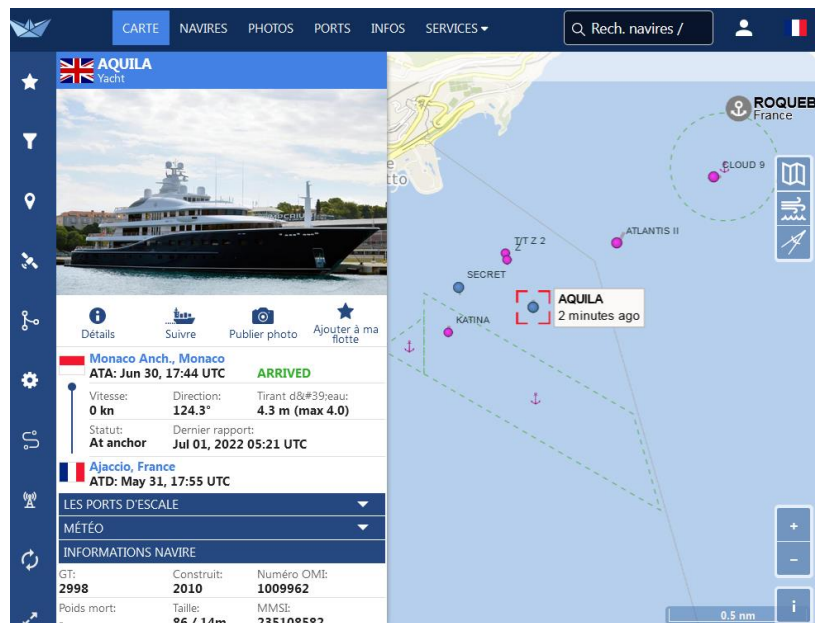 CARTE NAVIRES PHOTOS PORTS INFOS SERVICES
Rech. navires /
AQUILA
Yacht
Détails
Suivre
Publier photo
Ajouter à ma
flotte
Monaco Anch., Monaco
ATA: Jun 30, 17:44 UTC ARRIVED
Vitesse: Direction: Tirant d&#39;eau:
0 kn 124.3° 4.3 m (max 4.0)
Statut: Dernier rapport:
At anchor Jul 01, 2022 05:21 UTC
Ajaccio, France
ATD: May 31, 17:55 UTC
LES PORTS D'ESCALE
MÉTÉO
INFORMATIONS NAVIRE
GT: Construit: Numéro OMI:
2998 2010 1009962
Poids mort: Taille: MMSI:
- 86 / 14m 235108582
ROQUEB
France
CLOUD 9
ATLANTIS II
T/T Z 2
Z
SECRET
AQUILA
2 minutes ago
KATINA
e
tto
+
−
i
0.5 nm